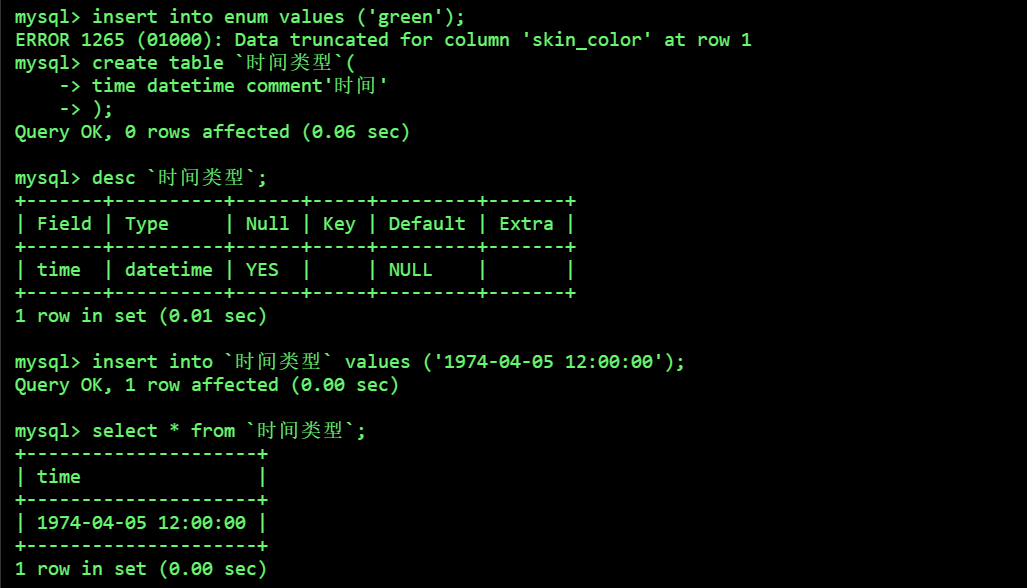 mysql> insert into enum values ('green');
ERROR 1265 (01000): Data truncated for column 'skin_color' at row 1
mysql> create table `时间类型`(
    -> time datetime comment'时间'
    -> );
Query OK, 0 rows affected (0.06 sec)

mysql> desc `时间类型`;
+-------+----------+------+-----+---------+-------+
| Field | Type     | Null | Key | Default | Extra |
+-------+----------+------+-----+---------+-------+
| time  | datetime | YES  |     | NULL    |       |
+-------+----------+------+-----+---------+-------+
1 row in set (0.01 sec)

mysql> insert into `时间类型` values ('1974-04-05 12:00:00');
Query OK, 1 row affected (0.00 sec)

mysql> select * from `时间类型`;
+---------------------+
| time                |
+---------------------+
| 1974-04-05 12:00:00 |
+---------------------+
1 row in set (0.00 sec)